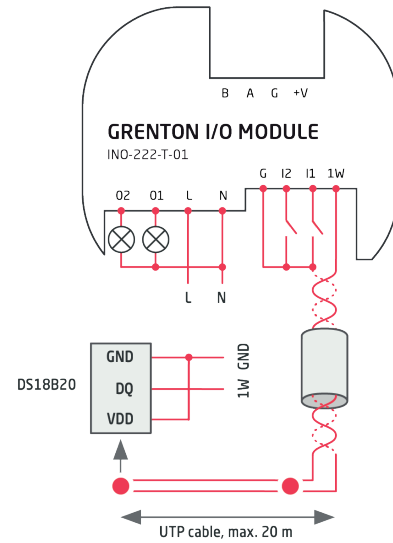 B A G +V
GRENTON I/O MODULE
INO-222-T-01
O2 O1 L N G I2 I1 1W
L N
DS18B20
GND
DQ
VDD
1W GND
UTP cable, max. 20 m